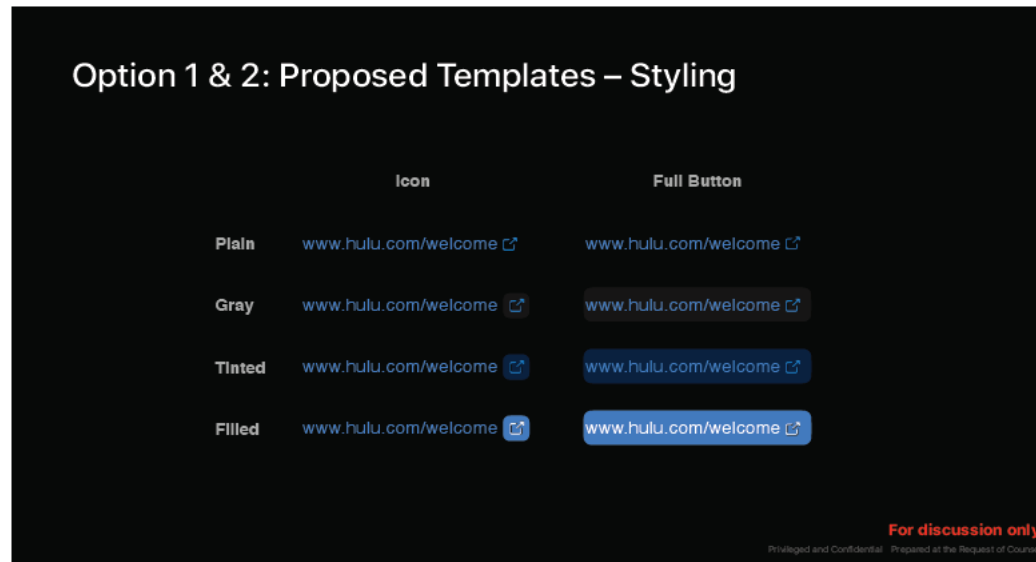 Option 1 & 2: Proposed Templates – Styling
Icon Full Button
Plain www.hulu.com/welcome www.hulu.com/welcome
Gray www.hulu.com/welcome www.hulu.com/welcome
Tinted www.hulu.com/welcome www.hulu.com/welcome
Filled www.hulu.com/welcome www.hulu.com/welcome
For discussion only
Privileged and Confidential Prepared at the Request of Counse